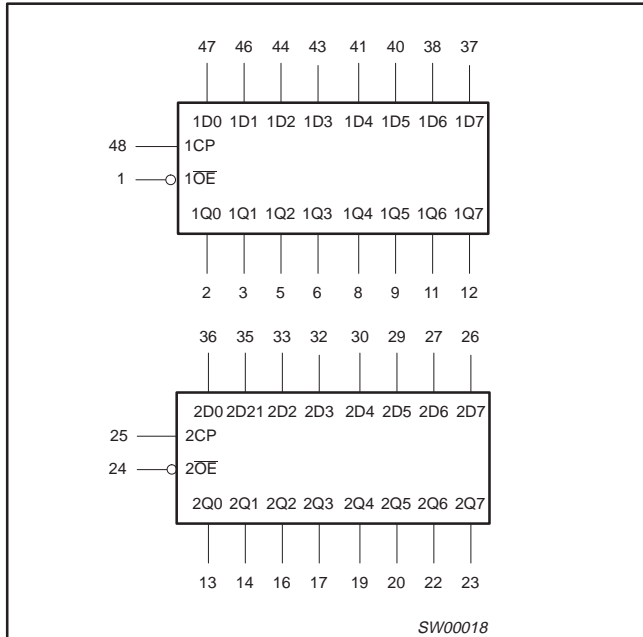 47 46 44 43 41 40 38 37
1D0 1D1 1D2 1D3 1D4 1D5 1D6 1D7
48 1CP
1 1O̅E̅
1Q0 1Q1 1Q2 1Q3 1Q4 1Q5 1Q6 1Q7
2 3 5 6 8 9 11 12
36 35 33 32 30 29 27 26
2D0 2D21 2D2 2D3 2D4 2D5 2D6 2D7
25 2CP
24 2O̅E̅
2Q0 2Q1 2Q2 2Q3 2Q4 2Q5 2Q6 2Q7
13 14 16 17 19 20 22 23
SW00018